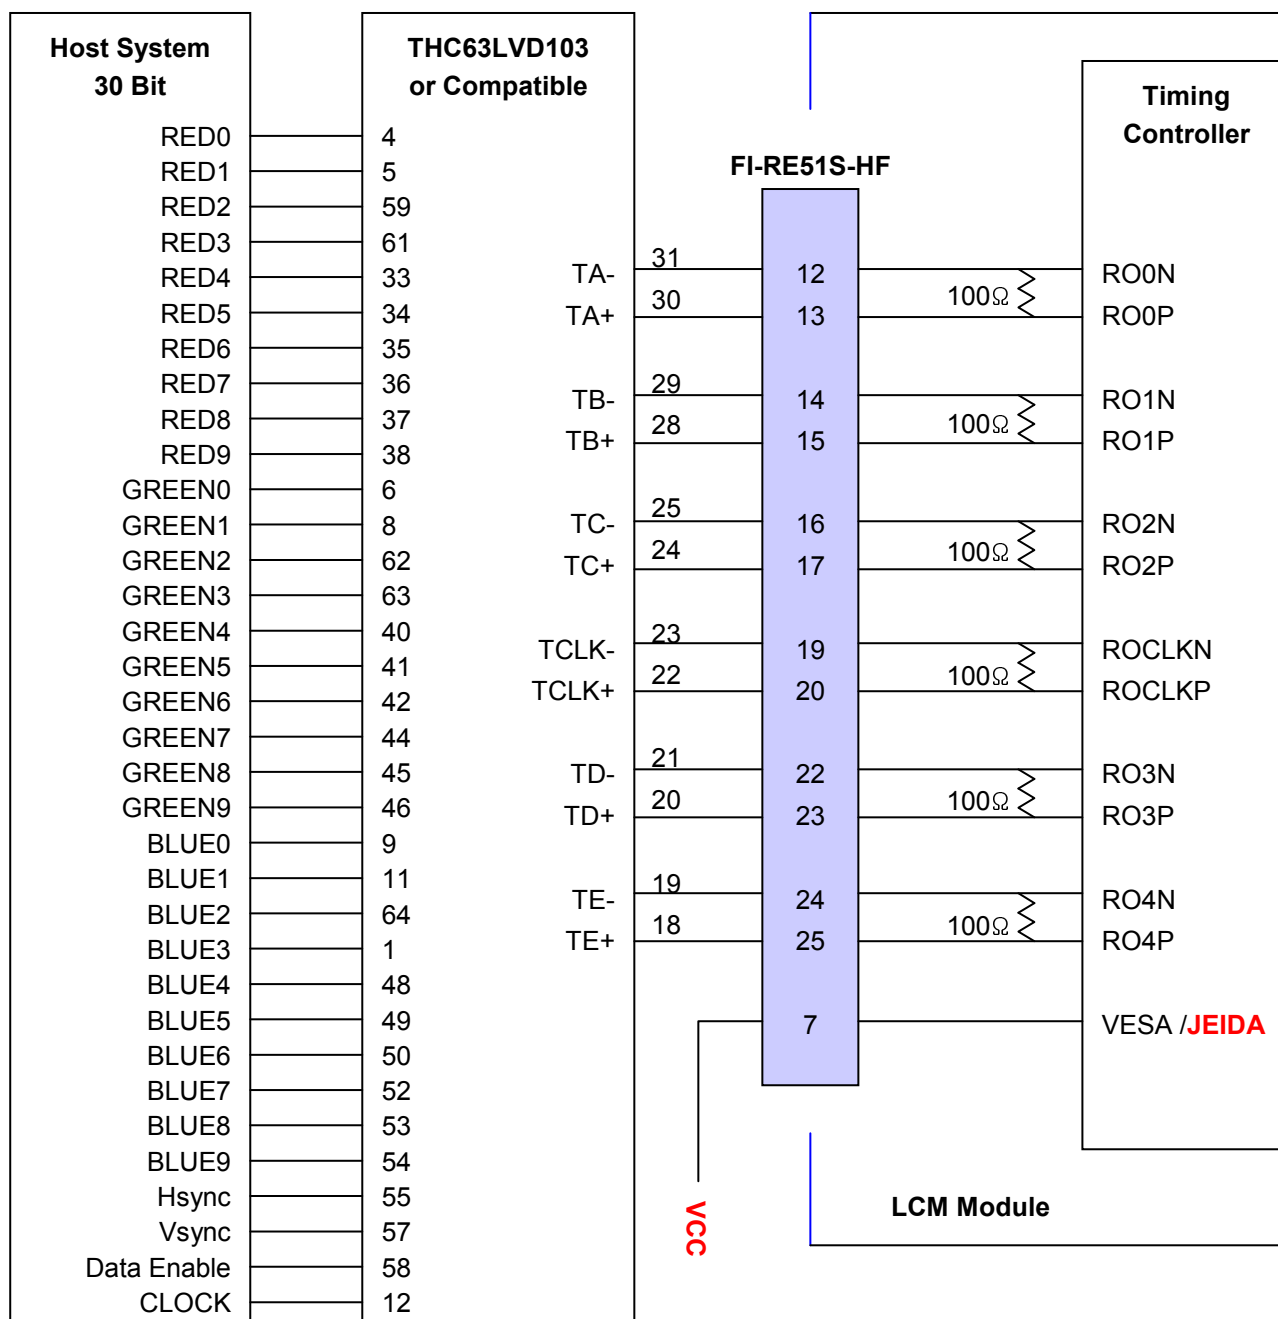 Host System
30 Bit
THC63LVD103
or Compatible
Timing
Controller
FI-RE51S-HF
RED0 4
RED1 5
RED2 59
RED3 61
RED4 33
RED5 34
RED6 35
RED7 36
RED8 37
RED9 38
GREEN0 6
GREEN1 8
GREEN2 62
GREEN3 63
GREEN4 40
GREEN5 41
GREEN6 42
GREEN7 44
GREEN8 45
GREEN9 46
BLUE0 9
BLUE1 11
BLUE2 64
BLUE3 1
BLUE4 48
BLUE5 49
BLUE6 50
BLUE7 52
BLUE8 53
BLUE9 54
Hsync 55
Vsync 57
Data Enable 58
CLOCK 12
TA- 31 12 RO0N
100Ω
TA+ 30 13 RO0P
TB- 29 14 RO1N
100Ω
TB+ 28 15 RO1P
TC- 25 16 RO2N
100Ω
TC+ 24 17 RO2P
TCLK- 23 19 ROCLKN
100Ω
TCLK+ 22 20 ROCLKP
TD- 21 22 RO3N
100Ω
TD+ 20 23 RO3P
TE- 19 24 RO4N
100Ω
TE+ 18 25 RO4P
7 VESA /JEIDA
VCC
LCM Module